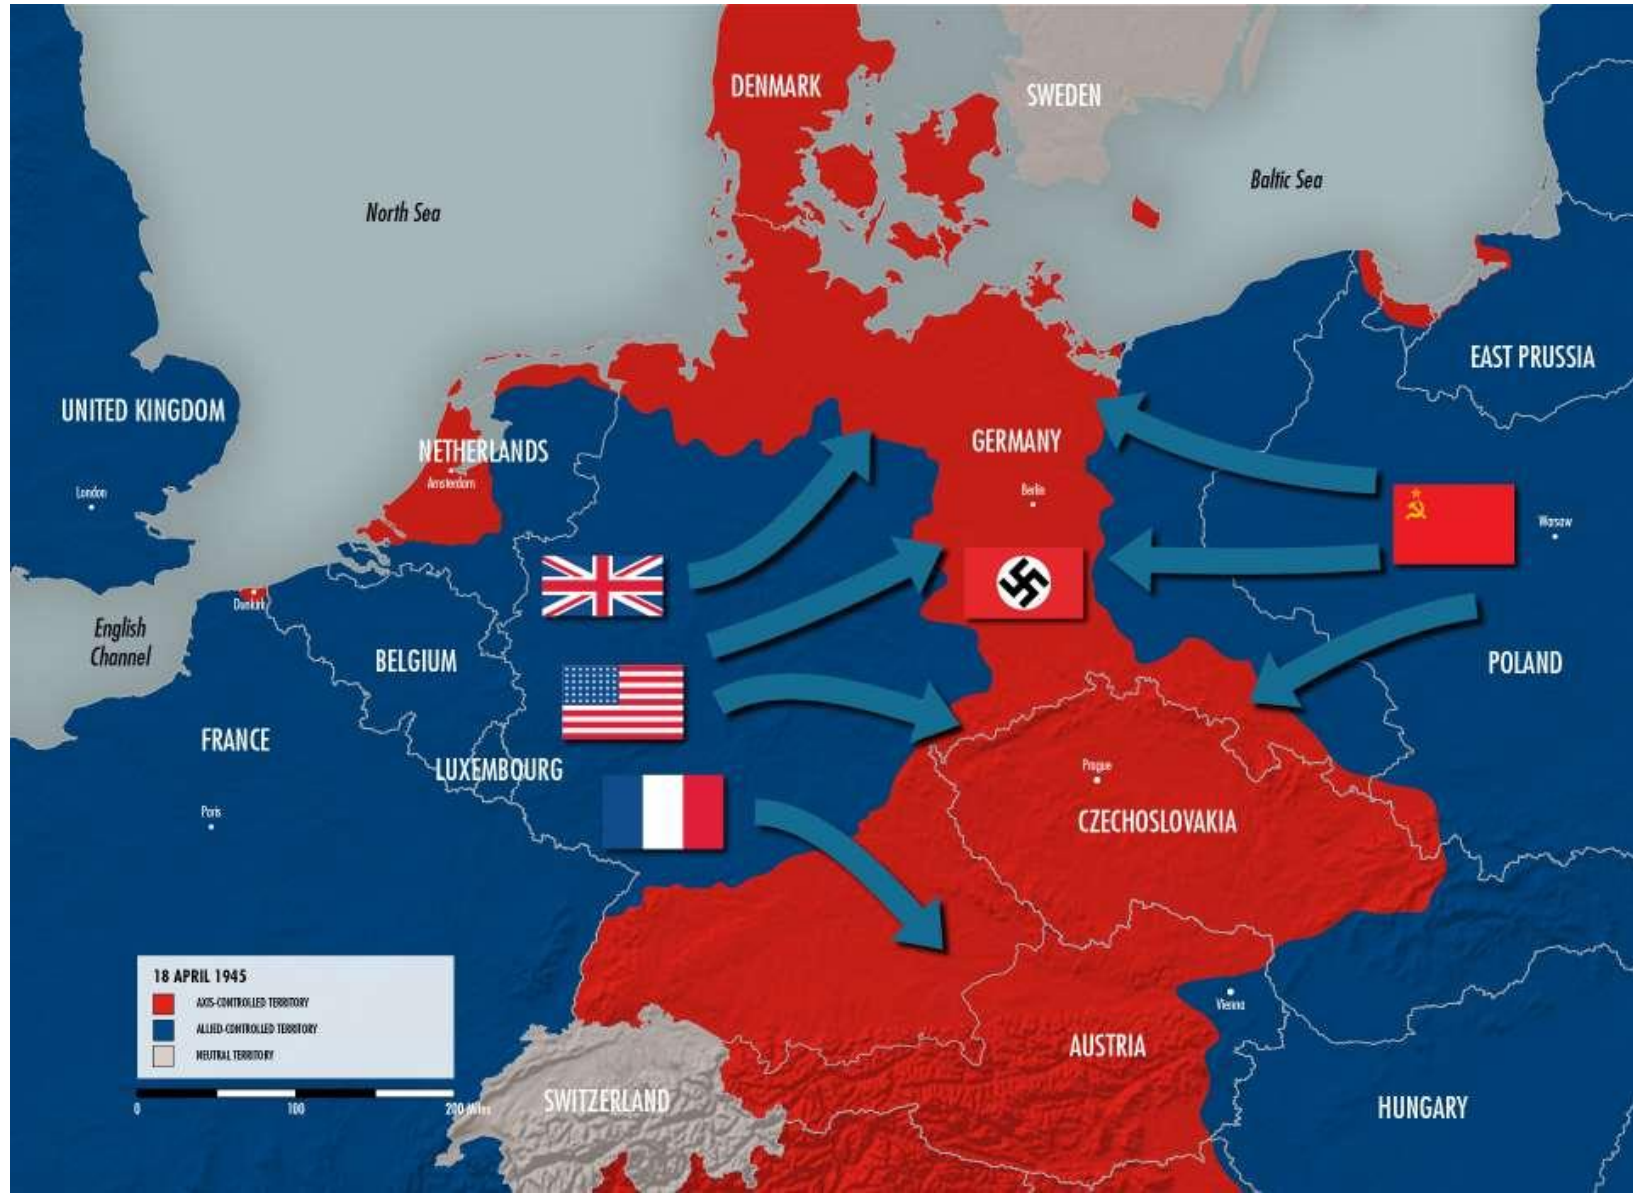 DENMARK
SWEDEN
North Sea
Baltic Sea
EAST PRUSSIA
UNITED KINGDOM
NETHERLANDS
Amsterdam
GERMANY
London
Berlin
Warsaw
Dunkirk
English
Channel
BELGIUM
POLAND
FRANCE
LUXEMBOURG
Prague
Paris
CZECHOSLOVAKIA
18 APRIL 1945
AXIS-CONTROLLED TERRITORY
ALLIED-CONTROLLED TERRITORY
NEUTRAL TERRITORY
Vienna
AUSTRIA
SWITZERLAND
0
100
200 Miles
HUNGARY